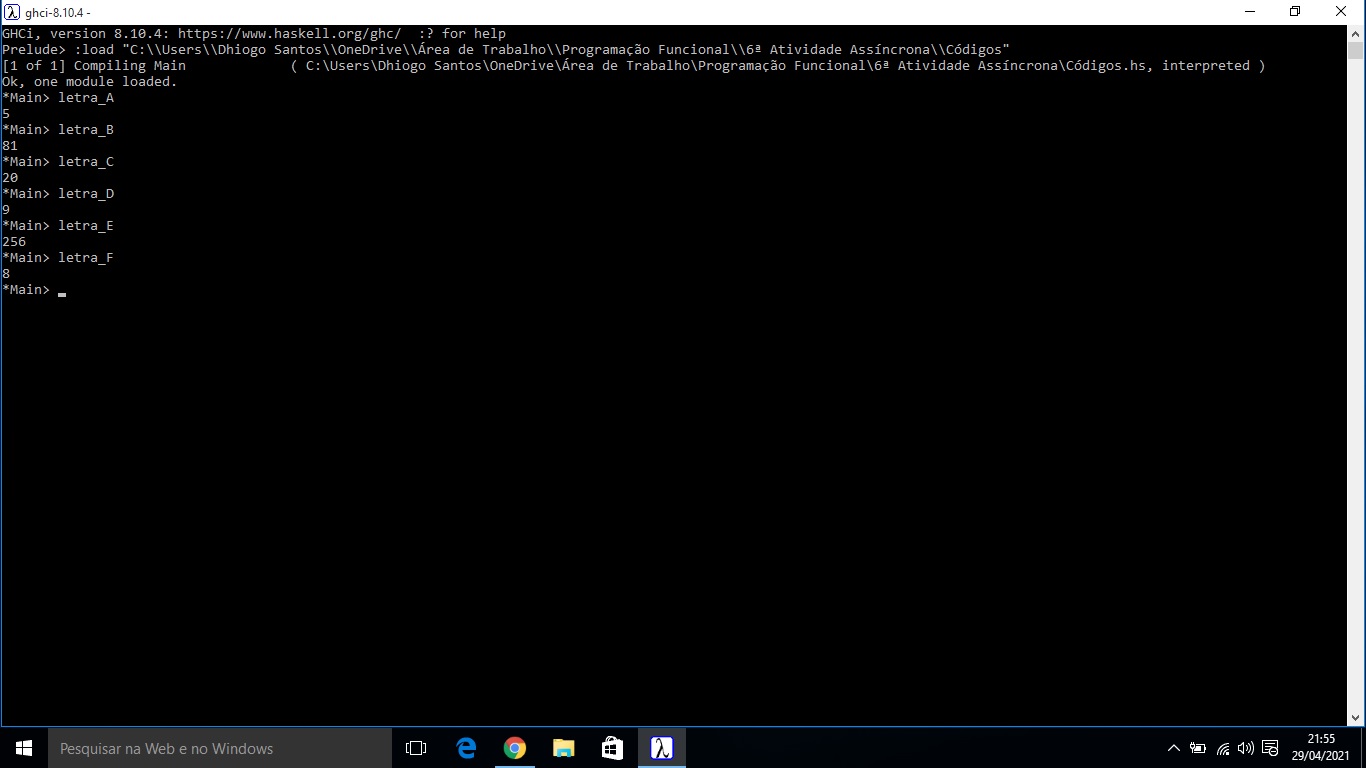 ghci-8.10.4 -
GHCi, version 8.10.4: https://www.haskell.org/ghc/  :? for help
Prelude> :load "C:\\Users\\Dhiogo Santos\\OneDrive\\Área de Trabalho\\Programação Funcional\\6ª Atividade Assíncrona\\Códigos"
[1 of 1] Compiling Main             ( C:\Users\Dhiogo Santos\OneDrive\Área de Trabalho\Programação Funcional\6ª Atividade Assíncrona\Códigos.hs, interpreted )
Ok, one module loaded.
*Main> letra_A
5
*Main> letra_B
81
*Main> letra_C
20
*Main> letra_D
9
*Main> letra_E
256
*Main> letra_F
8
*Main>
Pesquisar na Web e no Windows
21:55
29/04/2021